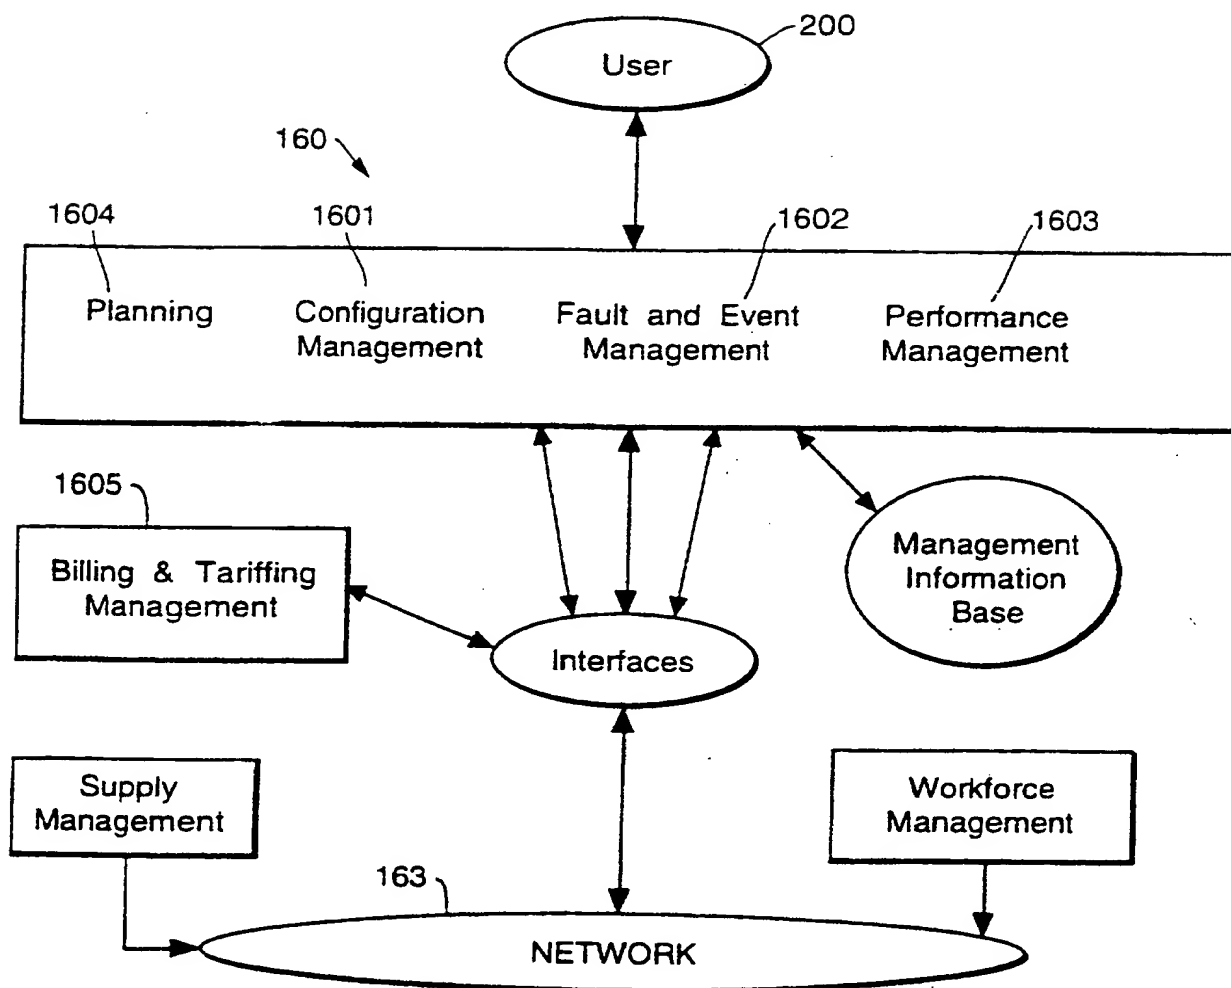 200
User
160
1604
1601
1602
1603
Planning
Configuration
Management
Fault and Event
Management
Performance
Management
1605
Billing & Tariffing
Management
Management
Information
Base
Interfaces
Supply
Management
Workforce
Management
163
NETWORK